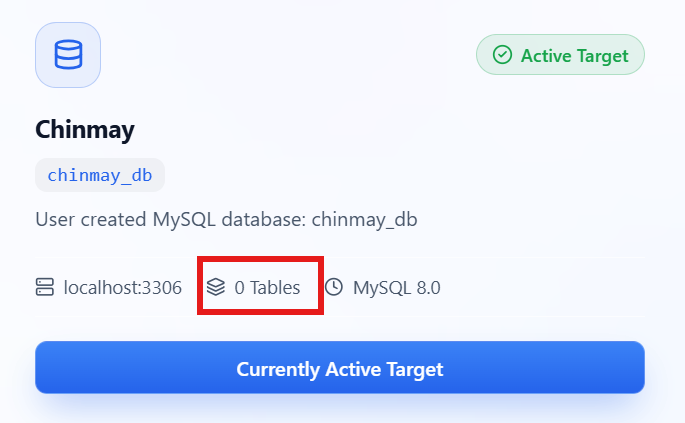 Active Target
Chinmay
chinmay_db
User created MySQL database: chinmay_db
localhost:3306 0 Tables MySQL 8.0
Currently Active Target